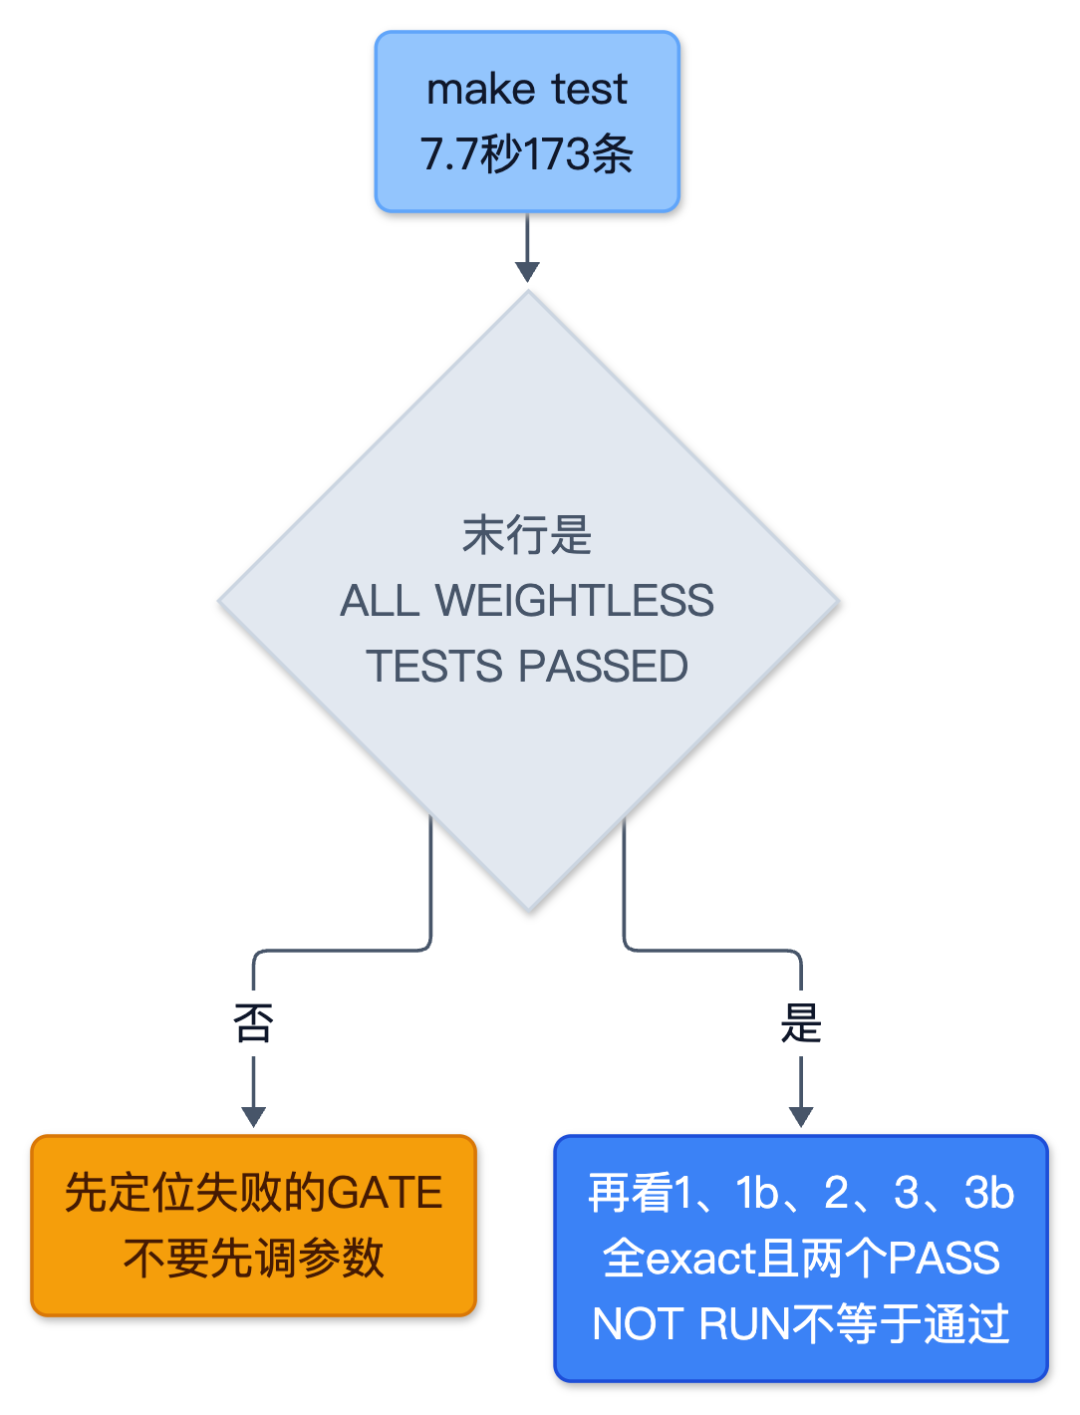 make test
7.7秒173条
末行是
ALL WEIGHTLESS
TESTS PASSED
否
是
先定位失败的GATE
不要先调参数
再看1、1b、2、3、3b
全exact且两个PASS
NOT RUN不等于通过